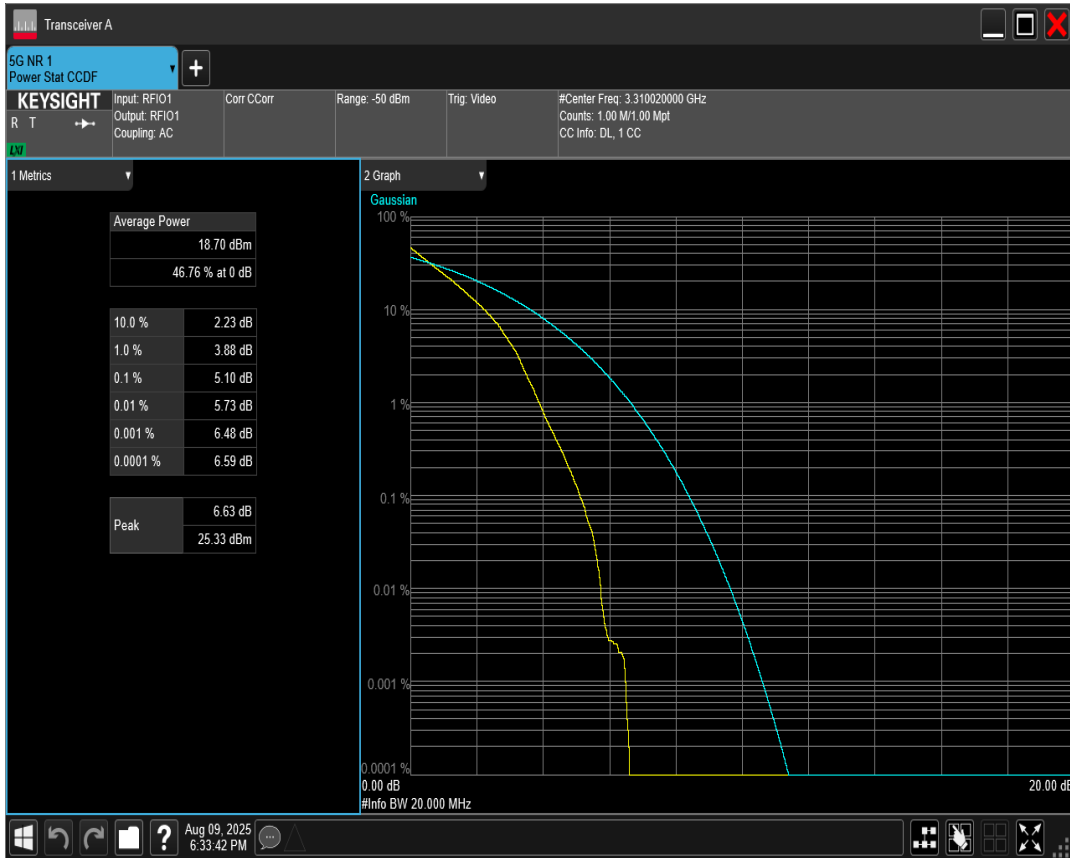 Transceiver A
5G NR 1
Power Stat CCDF
KEYSIGHT
R T
LXI
Input: RFIO1
Output: RFIO1
Coupling: AC
Corr CCorr
Range: -50 dBm
Trig: Video
#Center Freq: 3.310020000 GHz
Counts: 1.00 M/1.00 Mpt
CC Info: DL, 1 CC
1 Metrics
Average Power
18.70 dBm
46.76 % at 0 dB
10.0 % 2.23 dB
1.0 % 3.88 dB
0.1 % 5.10 dB
0.01 % 5.73 dB
0.001 % 6.48 dB
0.0001 % 6.59 dB
Peak
6.63 dB
25.33 dBm
2 Graph
Gaussian
100 %
10 %
1 %
0.1 %
0.01 %
0.001 %
0.0001 %
0.00 dB
20.00 dB
#Info BW 20.000 MHz
?
Aug 09, 2025
6:33:42 PM